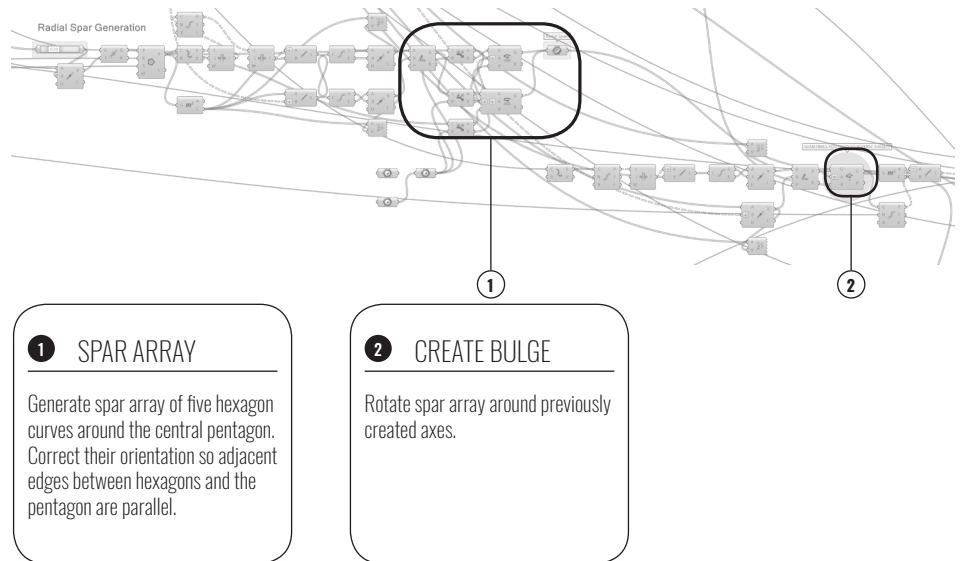 Radial Spar Generation
1
2
1 SPAR ARRAY
Generate spar array of five hexagon
curves around the central pentagon.
Correct their orientation so adjacent
edges between hexagons and the
pentagon are parallel.
2 CREATE BULGE
Rotate spar array around previously
created axes.